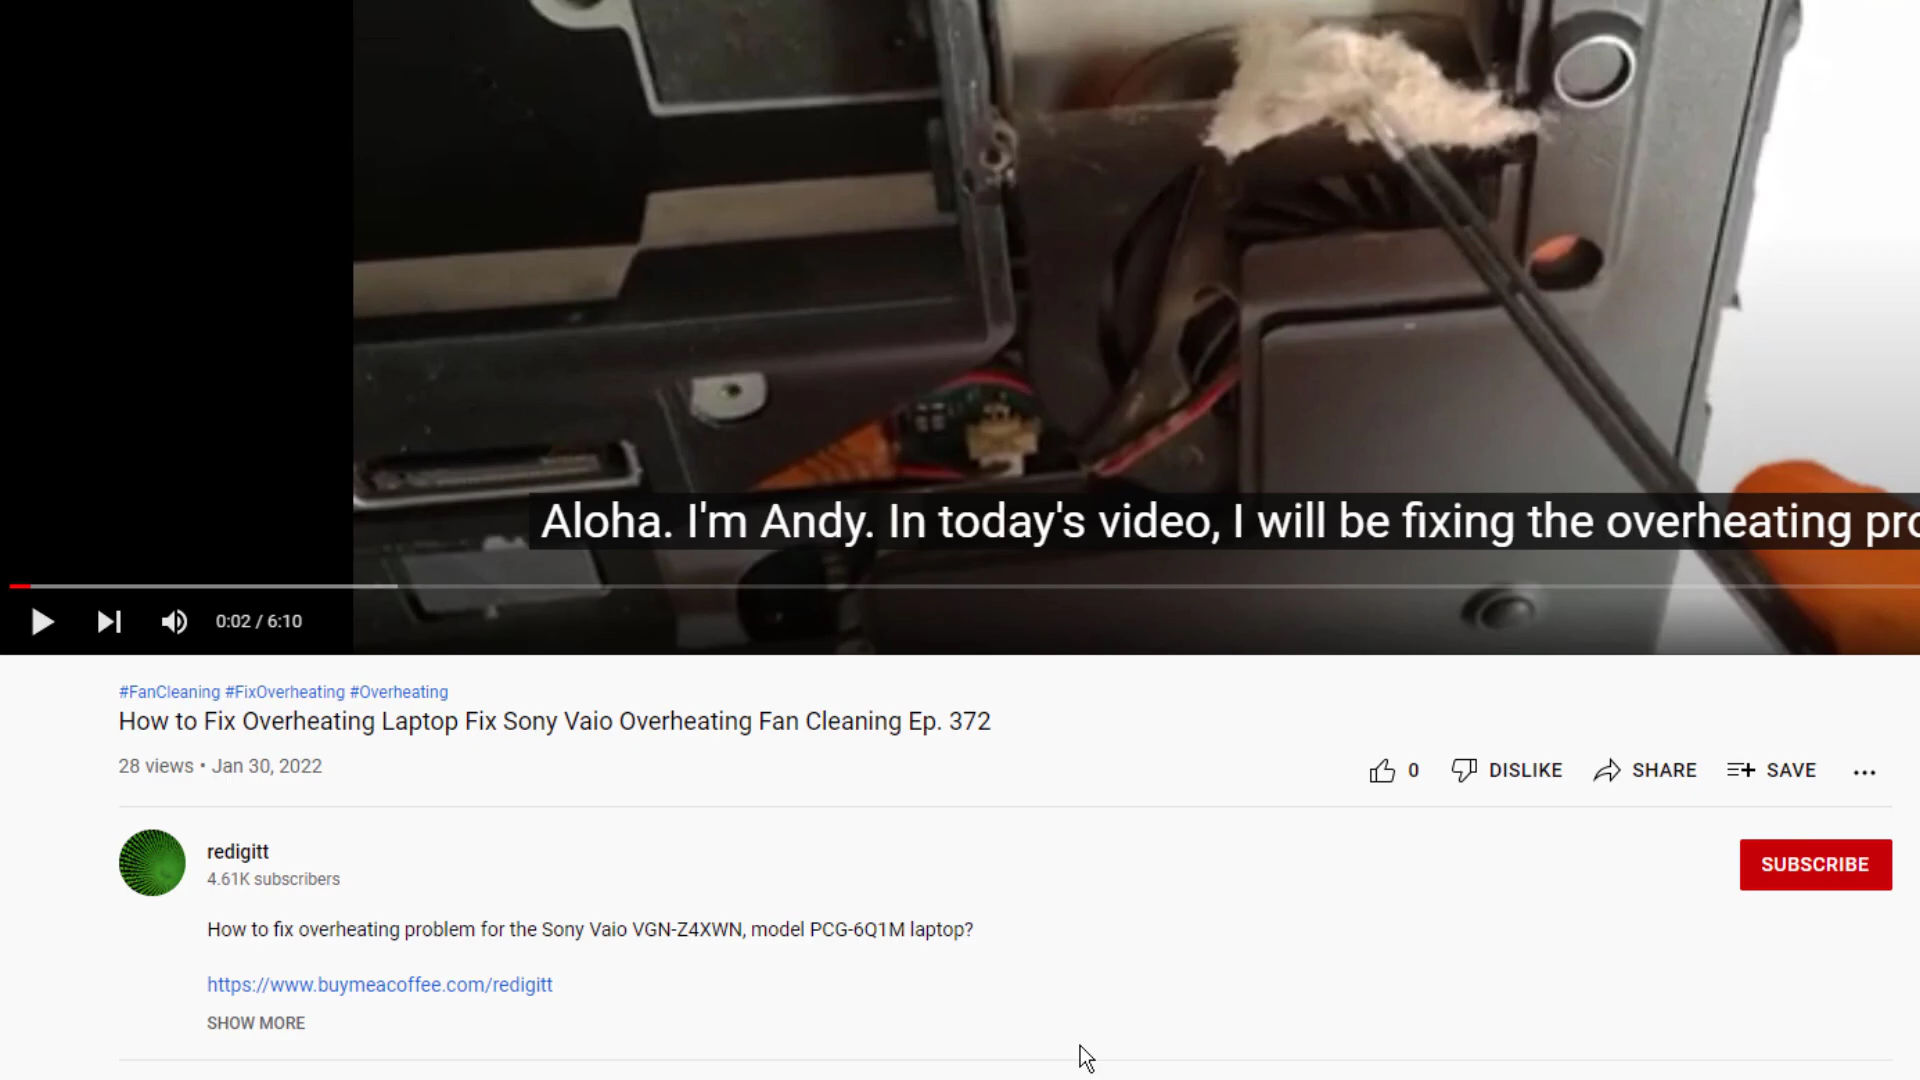 Aloha. I'm Andy. In today's video, I will be fixing the overheating pro
0:02 / 6:10
#FanCleaning #FixOverheating #Overheating
How to Fix Overheating Laptop Fix Sony Vaio Overheating Fan Cleaning Ep. 372
28 views • Jan 30, 2022
0 DISLIKE SHARE SAVE ...
redigitt
4.61K subscribers
SUBSCRIBE
How to fix overheating problem for the Sony Vaio VGN-Z4XWN, model PCG-6Q1M laptop?
https://www.buymeacoffee.com/redigitt
SHOW MORE